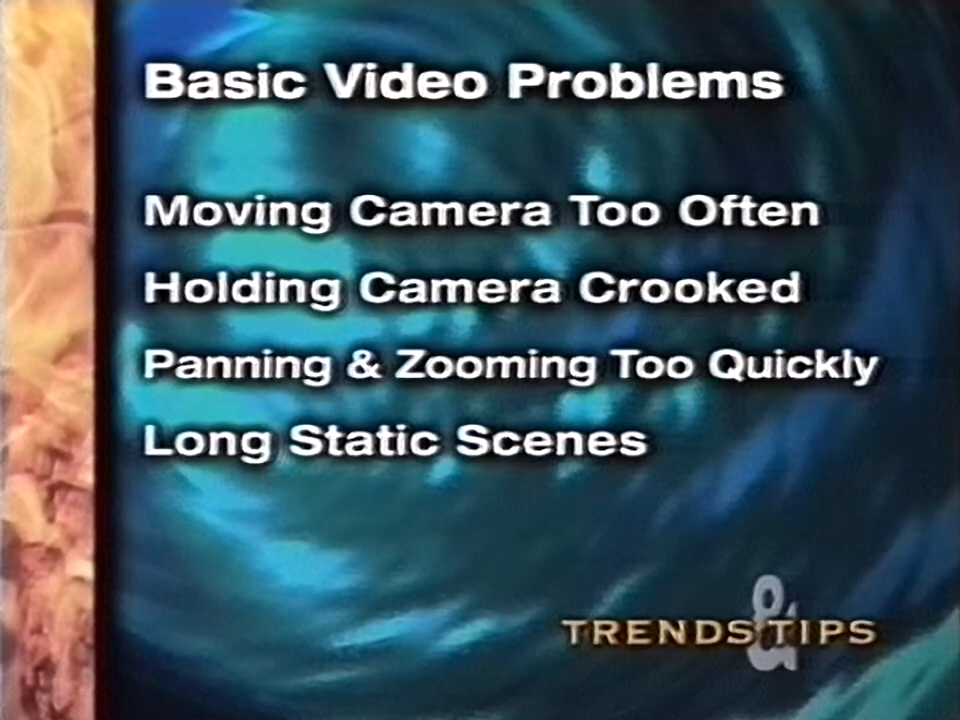 Basic Video Problems
Moving Camera Too Often
Holding Camera Crooked
Panning & Zooming Too Quickly
Long Static Scenes
TRENDS & TIPS